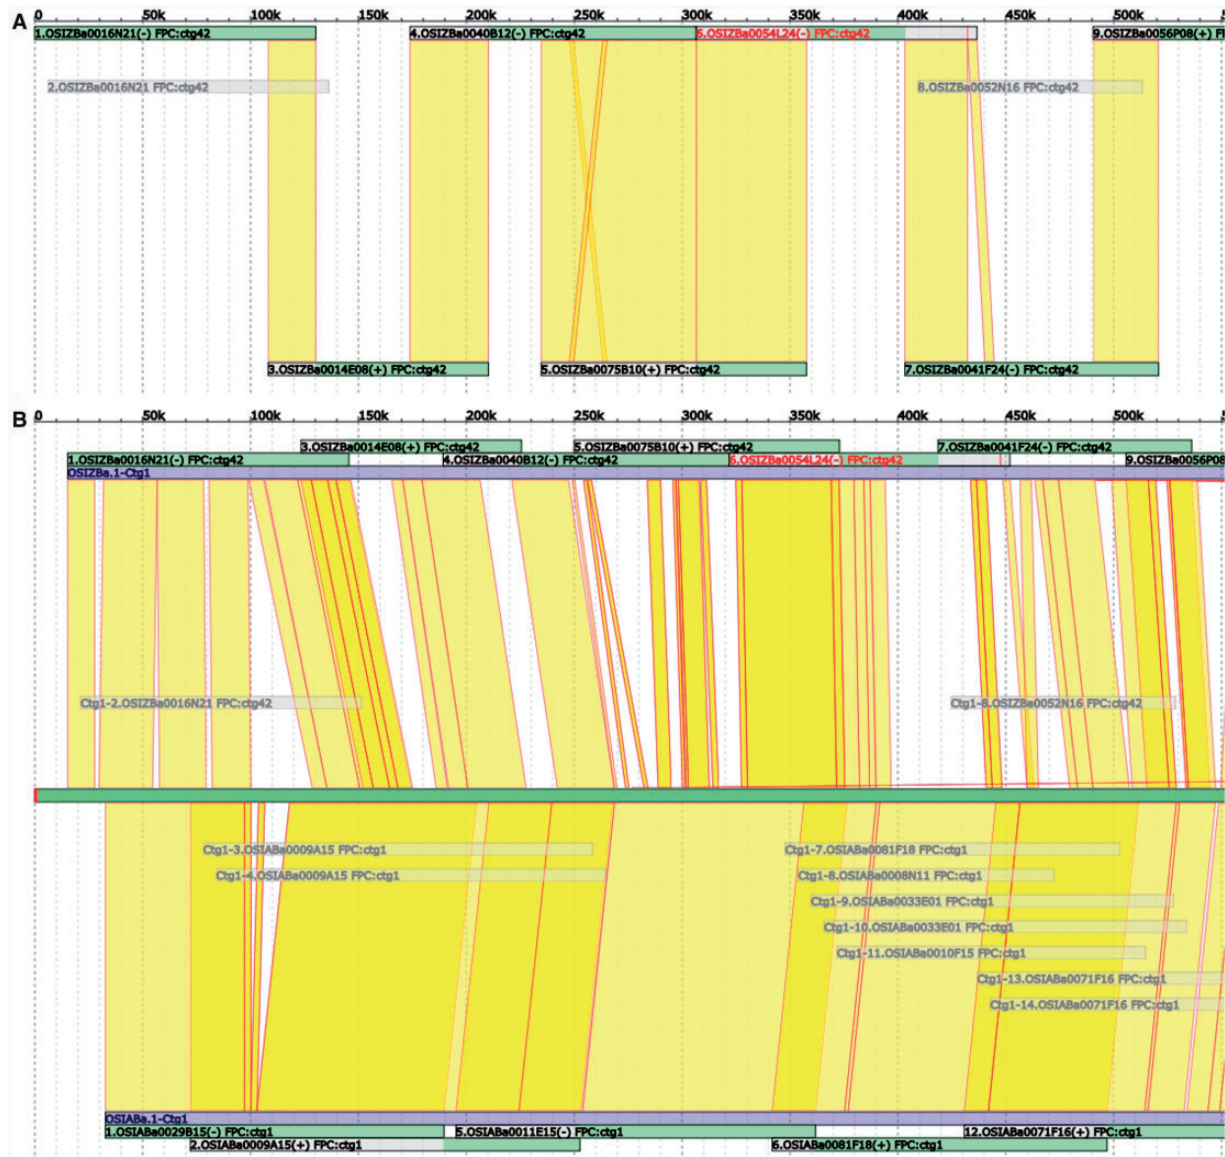 A
0 50k 100k 150k 200k 250k 300k 350k 400k 450k 500k
1.OSIZBa0016N21(-) FPC:ctg42 4.OSIZBa0040B12(-) FPC:ctg42 6.OSIZBa0054L24(-) FPC:ctg42 9.OSIZBa0056P08(+) F
2.OSIZBa0016N21 FPC:ctg42 8.OSIZBa0052N16 FPC:ctg42
3.OSIZBa0014E08(+) FPC:ctg42 5.OSIZBa0075B10(+) FPC:ctg42 7.OSIZBa0041F24(-) FPC:ctg42
B
0 50k 100k 150k 200k 250k 300k 350k 400k 450k 500k
3.OSIZBa0014E08(+) FPC:ctg42 5.OSIZBa0075B10(+) FPC:ctg42 7.OSIZBa0041F24(-) FPC:ctg42
1.OSIZBa0016N21(-) FPC:ctg42 4.OSIZBa0040B12(-) FPC:ctg42 6.OSIZBa0054L24(-) FPC:ctg42 9.OSIZBa0056P08
OSIZBa.1-Ctg1
Ctg1-2.OSIZBa0016N21 FPC:ctg42 Ctg1-8.OSIZBa0052N16 FPC:ctg42
Ctg1-3.OSIABa0009A15 FPC:ctg1 Ctg1-7.OSIABa0081F18 FPC:ctg1
Ctg1-4.OSIABa0009A15 FPC:ctg1 Ctg1-8.OSIABa0008N11 FPC:ctg1
Ctg1-9.OSIABa0033E01 FPC:ctg1
Ctg1-10.OSIABa0033E01 FPC:ctg1
Ctg1-11.OSIABa0010F15 FPC:ctg1
Ctg1-13.OSIABa0071F16 FPC:ctg1
Ctg1-14.OSIABa0071F16 FPC:ctg1
OSIABa.1-Ctg1
1.OSIABa0029B15(-) FPC:ctg1 5.OSIABa0011E15(-) FPC:ctg1 12.OSIABa0071F16(+) FPC:ctg1
2.OSIABa0009A15(+) FPC:ctg1 6.OSIABa0081F18(+) FPC:ctg1